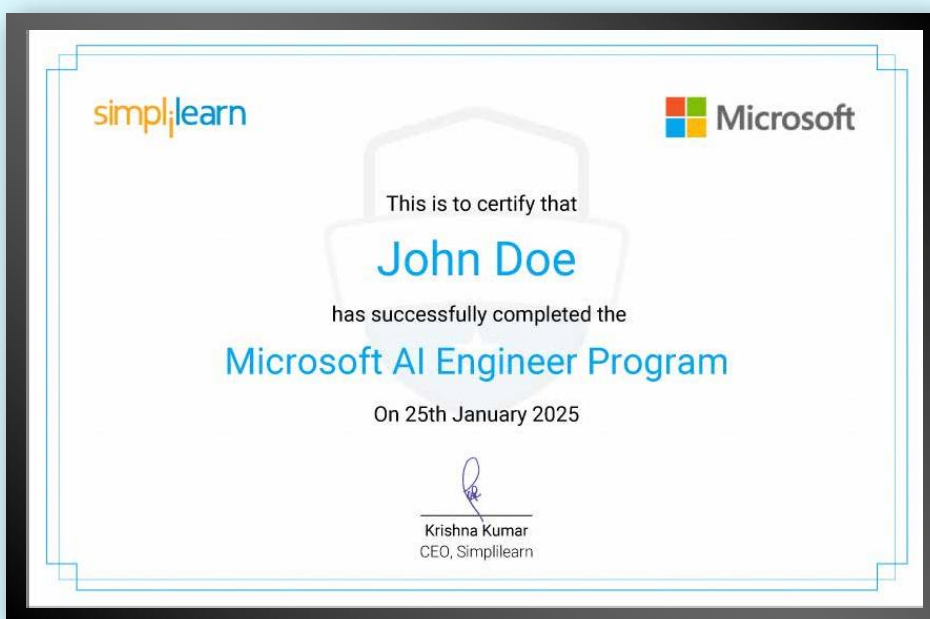 simplilearn
Microsoft
This is to certify that
John Doe
has successfully completed the
Microsoft AI Engineer Program
On 25th January 2025
Krishna Kumar
CEO, Simplilearn